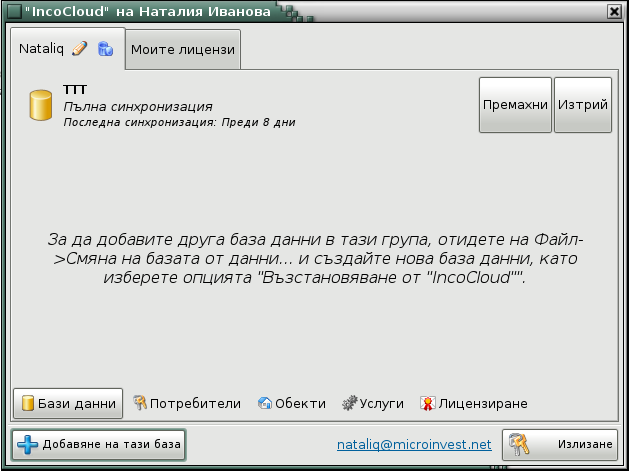 "IncoCloud" на Наталия Иванова
Nataliq
Моите лицензи
ТТТ
Пълна синхронизация
Последна синхронизация: Преди 8 дни
Премахни
Изтрий
За да добавите друга база данни в тази група, отидете на Файл-
>Смяна на базата от данни... и създайте нова база данни, като
изберете опцията "Възстановяване от "IncoCloud"".
Бази данни
Потребители
Обекти
Услуги
Лицензиране
Добавяне на тази база
nataliq@microinvest.net
Излизане